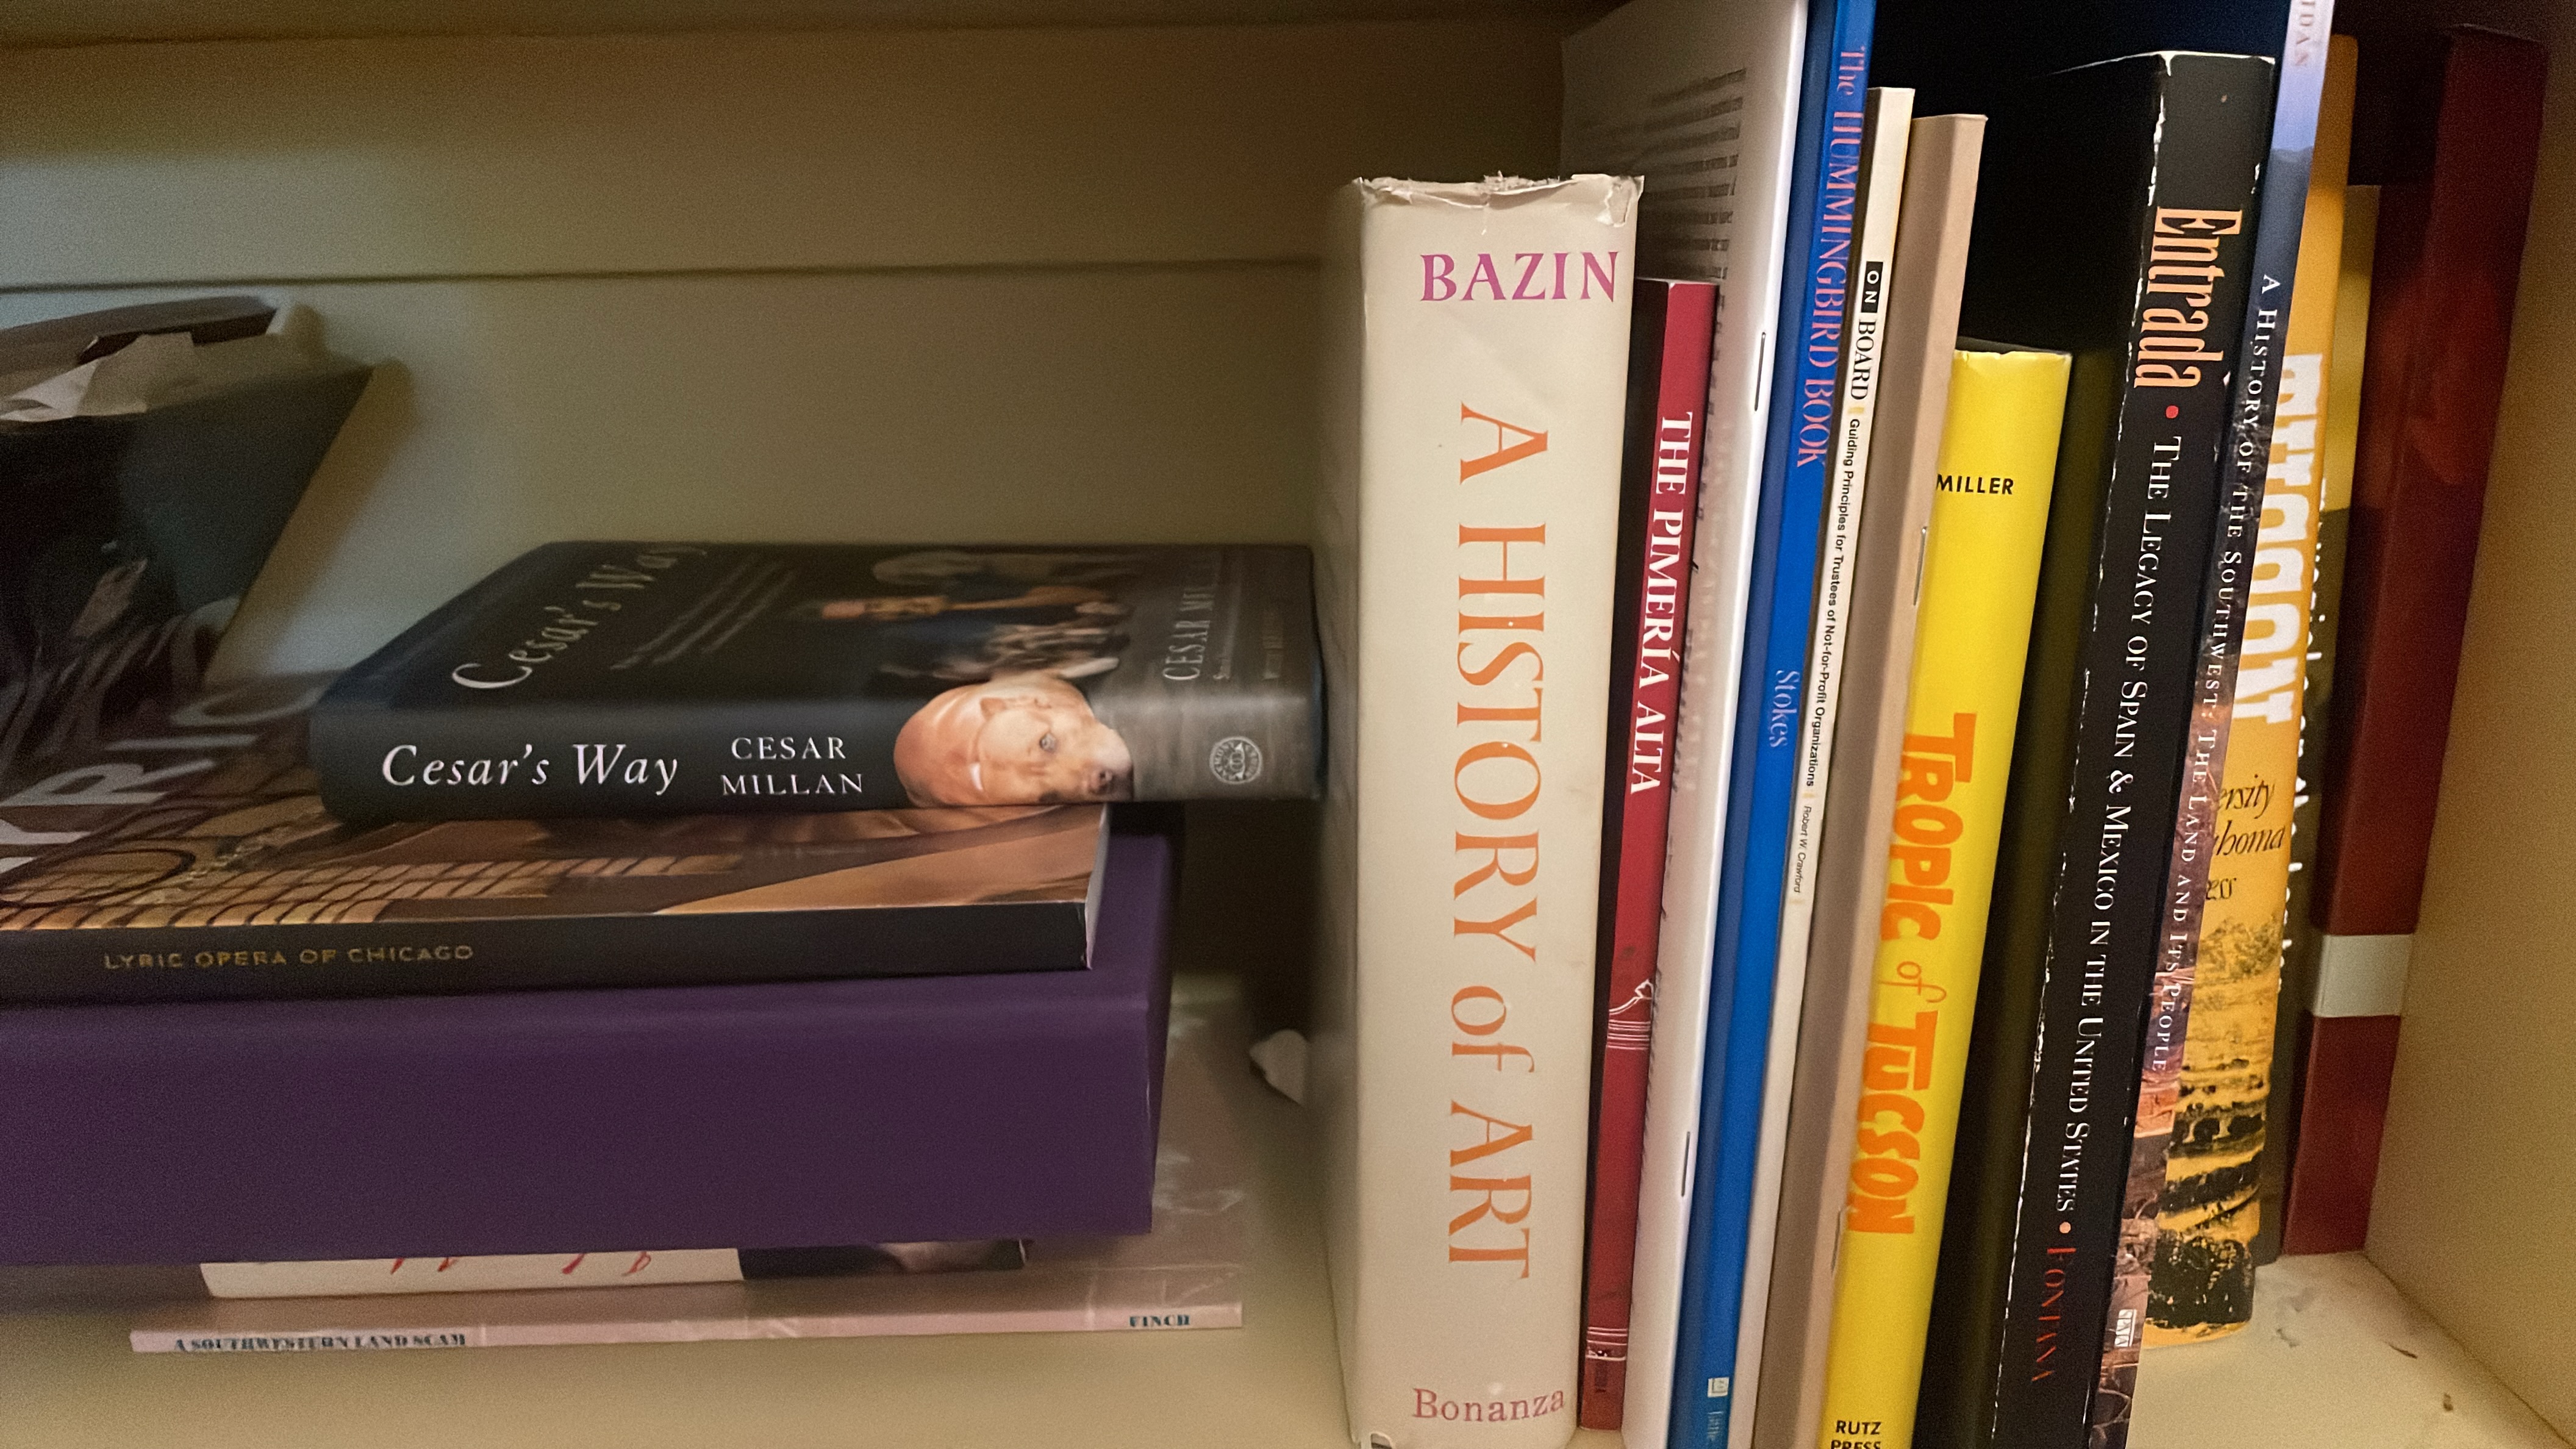 Cesar's Way
CESAR
Cesar's Way
CESAR
MILLAN
LYRIC OPERA OF CHICAGO
A SOUTHWESTERN LAND SCAM
FINCH
BAZIN
A HISTORY of ART
Bonanza
THE PIMERÍA ALTA
The HUMMINGBIRD BOOK
Stokes
ON BOARD
Guiding Principles for Trustees of Not-for-Profit Organizations
Robert W. Crawford
MILLER
TROPIC of TUCSON
RUTZ
PRESS
Entrada • THE LEGACY OF SPAIN & MEXICO IN THE UNITED STATES • FONTANA
A HISTORY OF THE SOUTHWEST: THE LAND AND ITS PEOPLE